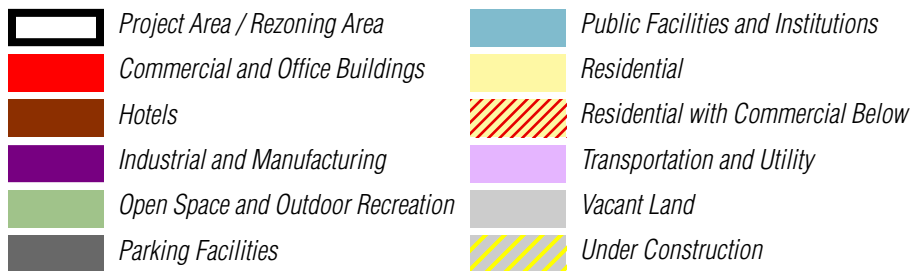 Project Area / Rezoning Area
Commercial and Office Buildings
Hotels
Industrial and Manufacturing
Open Space and Outdoor Recreation
Parking Facilities
Public Facilities and Institutions
Residential
Residential with Commercial Below
Transportation and Utility
Vacant Land
Under Construction